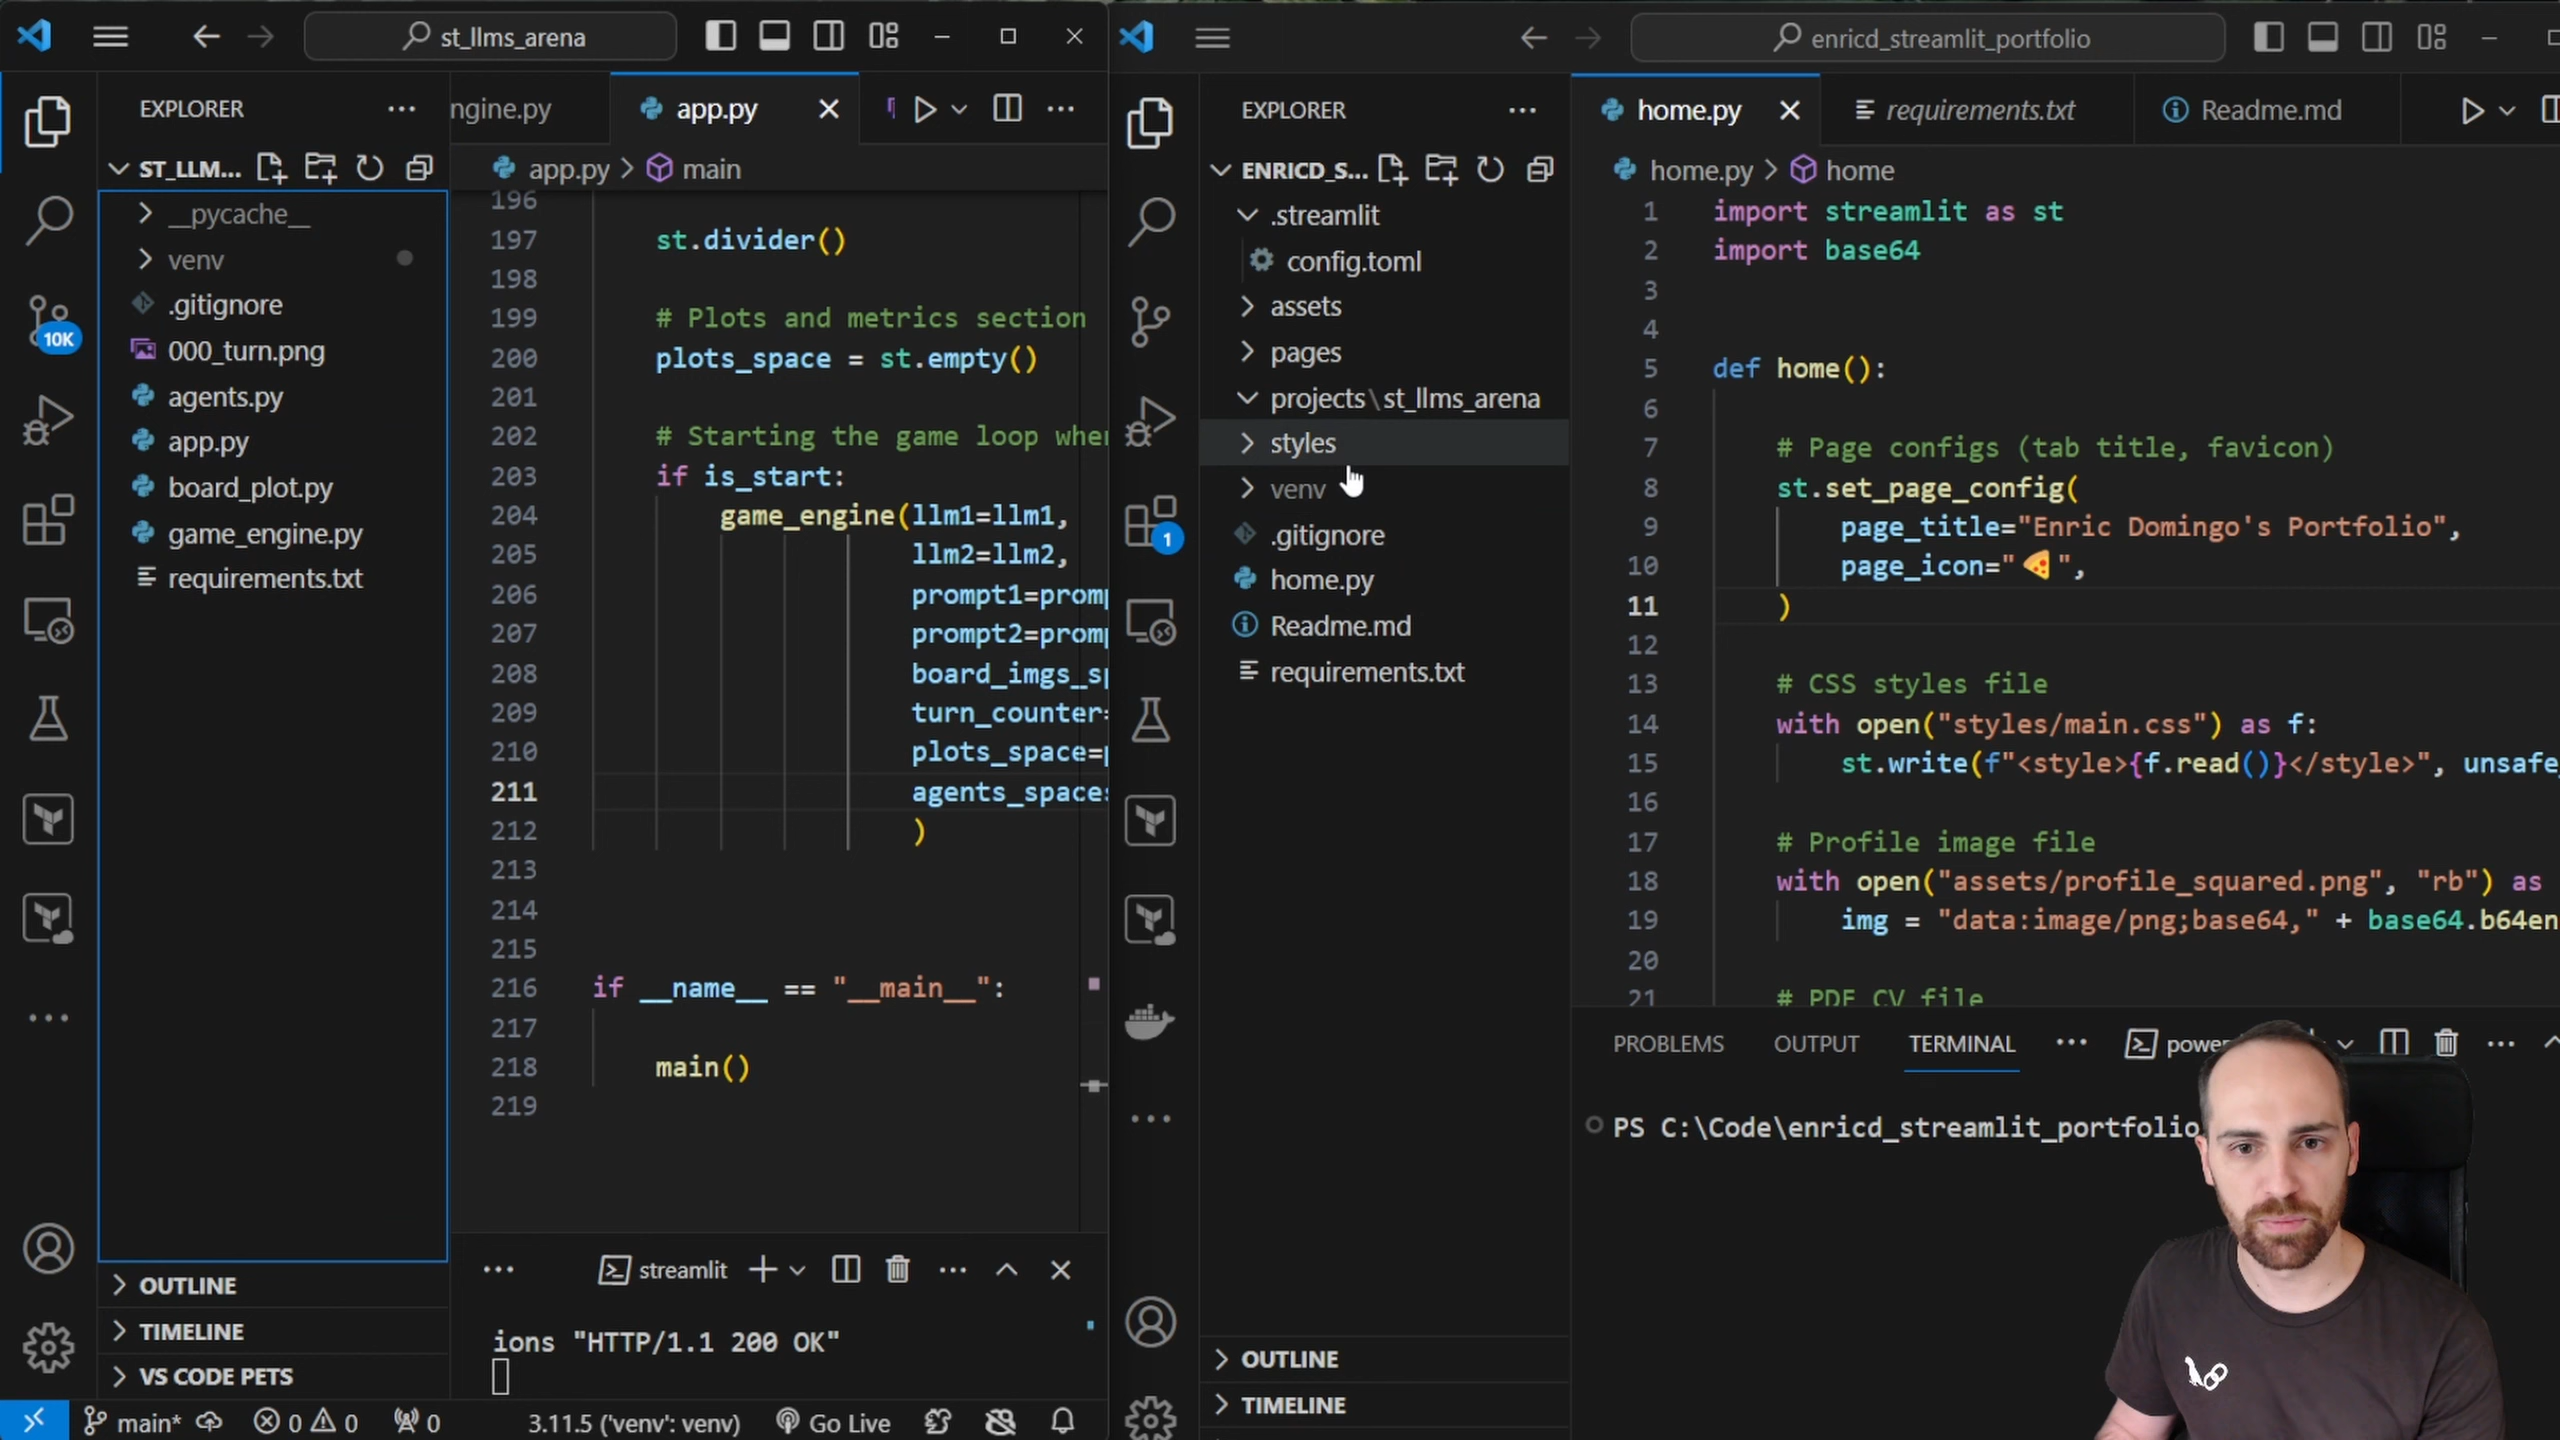 st_llms_arena
EXPLORER
ST_LLM...
__pycache__
venv
.gitignore
000_turn.png
agents.py
app.py
board_plot.py
game_engine.py
requirements.txt
OUTLINE
TIMELINE
VS CODE PETS
10K
ngine.py
app.py
app.py > main
196
197 st.divider()
198
199 # Plots and metrics section
200 plots_space = st.empty()
201
202 # Starting the game loop when
203 if is_start:
204 game_engine(llm1=llm1,
205 llm2=llm2,
206 prompt1=prom
207 prompt2=prom
208 board_imgs_s
209 turn_counter=
210 plots_space=
211 agents_spaces
212 )
213
214
215
216 if __name__ == "__main__":
217
218 main()
219
streamlit
ions "HTTP/1.1 200 OK"
main* 0 0 0 3.11.5 ('venv': venv) Go Live
enricd_streamlit_portfolio
EXPLORER
ENRICD_S...
.streamlit
config.toml
assets
pages
projects\st_llms_arena
styles
venv
.gitignore
home.py
Readme.md
requirements.txt
OUTLINE
TIMELINE
1
home.py
requirements.txt
Readme.md
home.py > home
1 import streamlit as st
2 import base64
3
4
5 def home():
6
7 # Page configs (tab title, favicon)
8 st.set_page_config(
9 page_title="Enric Domingo's Portfolio",
10 page_icon="🍕",
11 )
12
13 # CSS styles file
14 with open("styles/main.css") as f:
15 st.write(f"<style>{f.read()}</style>", unsafe_
16
17 # Profile image file
18 with open("assets/profile_squared.png", "rb") as
19 img = "data:image/png;base64," + base64.b64en
20
21 # PDF CV file
PROBLEMS OUTPUT TERMINAL power
PS C:\Code\enricd_streamlit_portfolio